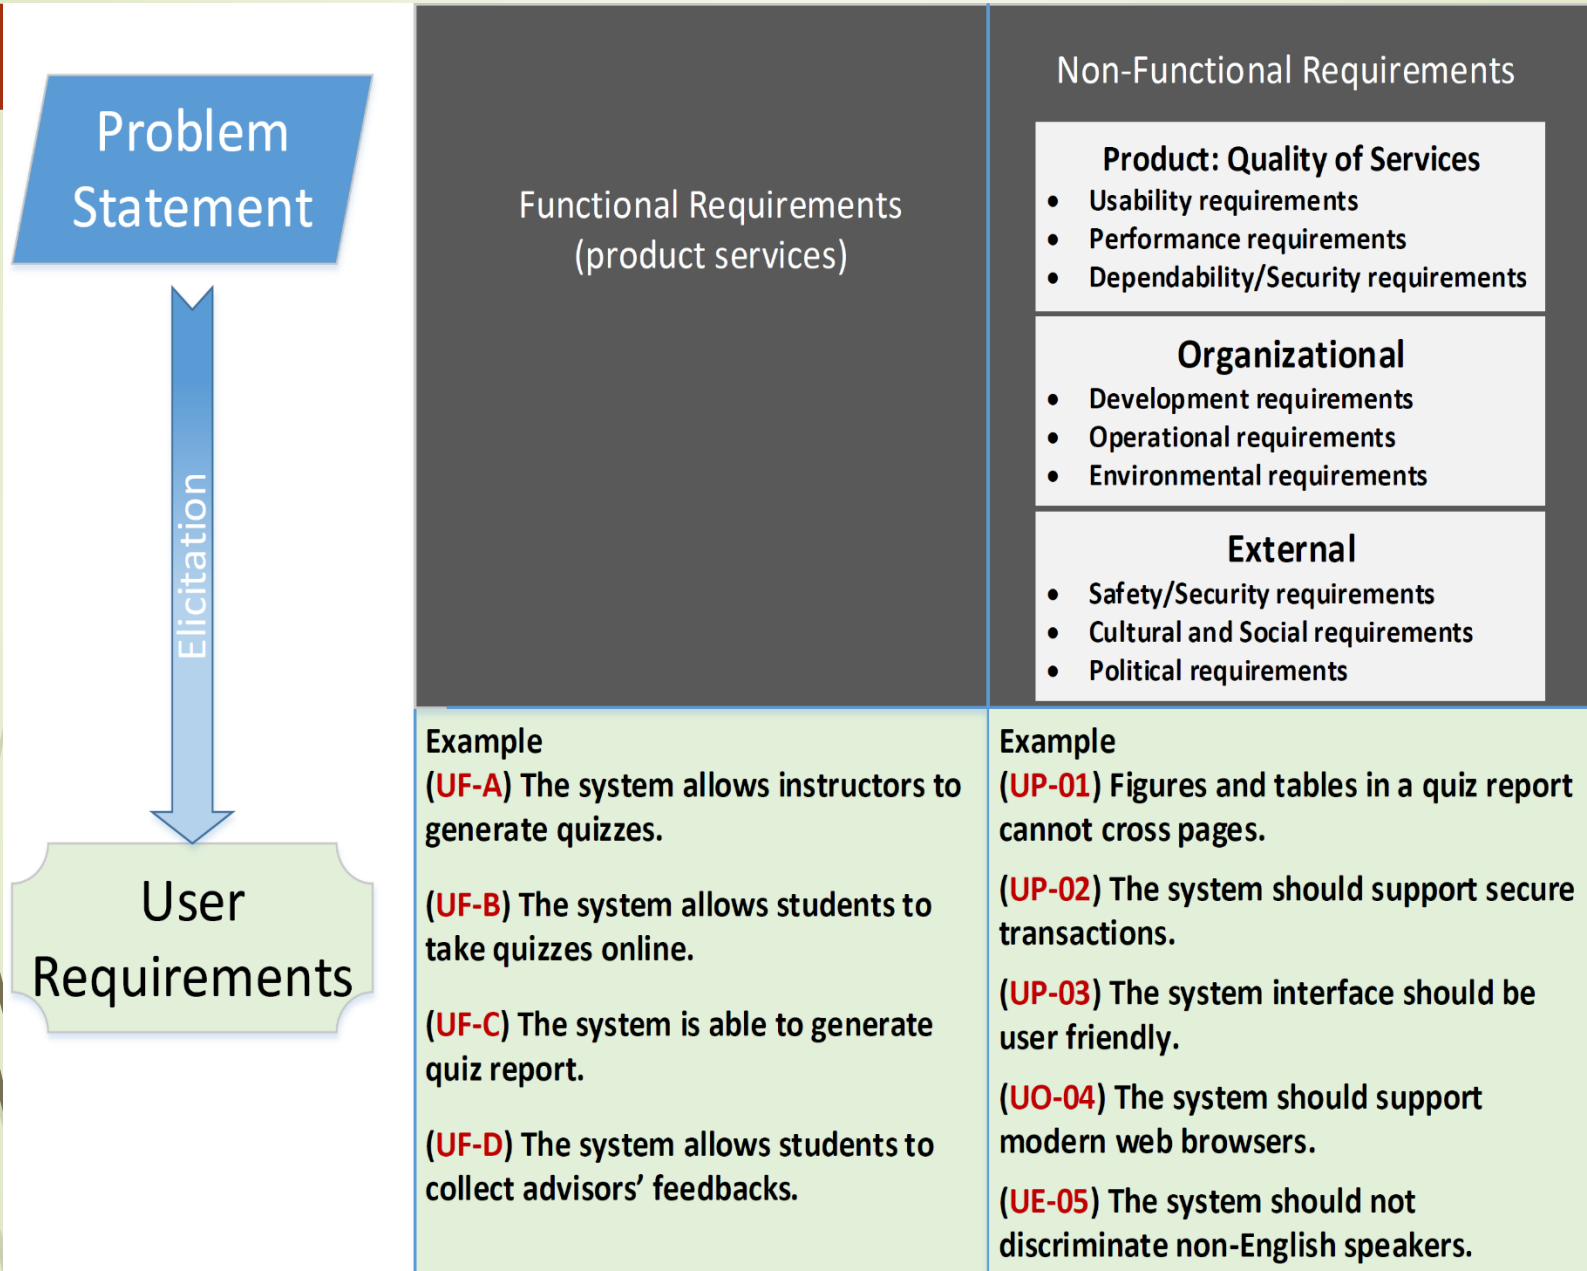 Problem
Statement
Elicitation
User
Requirements
Functional Requirements
(product services)
Non-Functional Requirements
Product: Quality of Services
• Usability requirements
• Performance requirements
• Dependability/Security requirements
Organizational
• Development requirements
• Operational requirements
• Environmental requirements
External
• Safety/Security requirements
• Cultural and Social requirements
• Political requirements
Example
(UF-A) The system allows instructors to
generate quizzes.
(UF-B) The system allows students to
take quizzes online.
(UF-C) The system is able to generate
quiz report.
(UF-D) The system allows students to
collect advisors’ feedbacks.
Example
(UP-01) Figures and tables in a quiz report
cannot cross pages.
(UP-02) The system should support secure
transactions.
(UP-03) The system interface should be
user friendly.
(UO-04) The system should support
modern web browsers.
(UE-05) The system should not
discriminate non-English speakers.